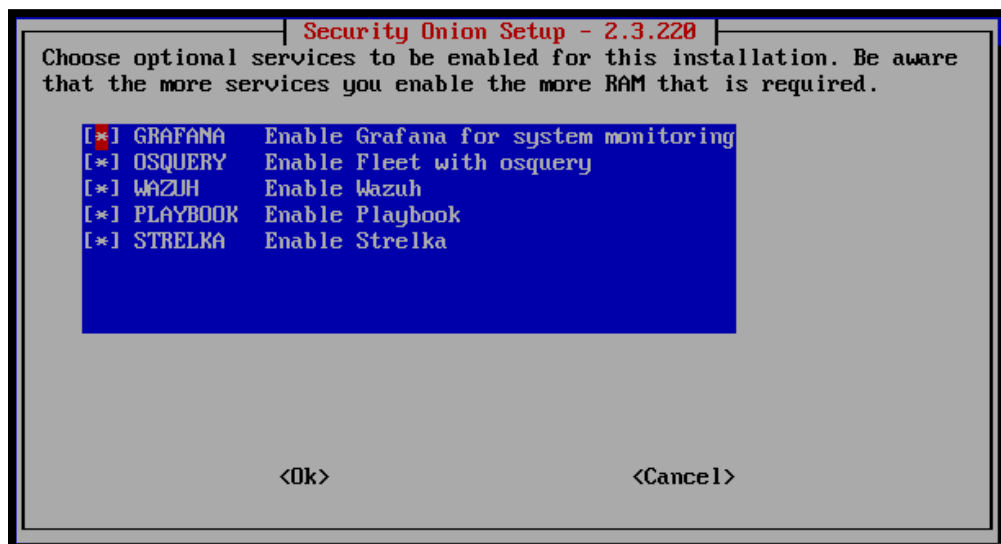 Security Onion Setup - 2.3.220
Choose optional services to be enabled for this installation. Be aware
that the more services you enable the more RAM that is required.
[*] GRAFANA Enable Grafana for system monitoring
[*] OSQUERY Enable Fleet with osquery
[*] WAZUH Enable Wazuh
[*] PLAYBOOK Enable Playbook
[*] STRELKA Enable Strelka
<Ok> <Cancel>